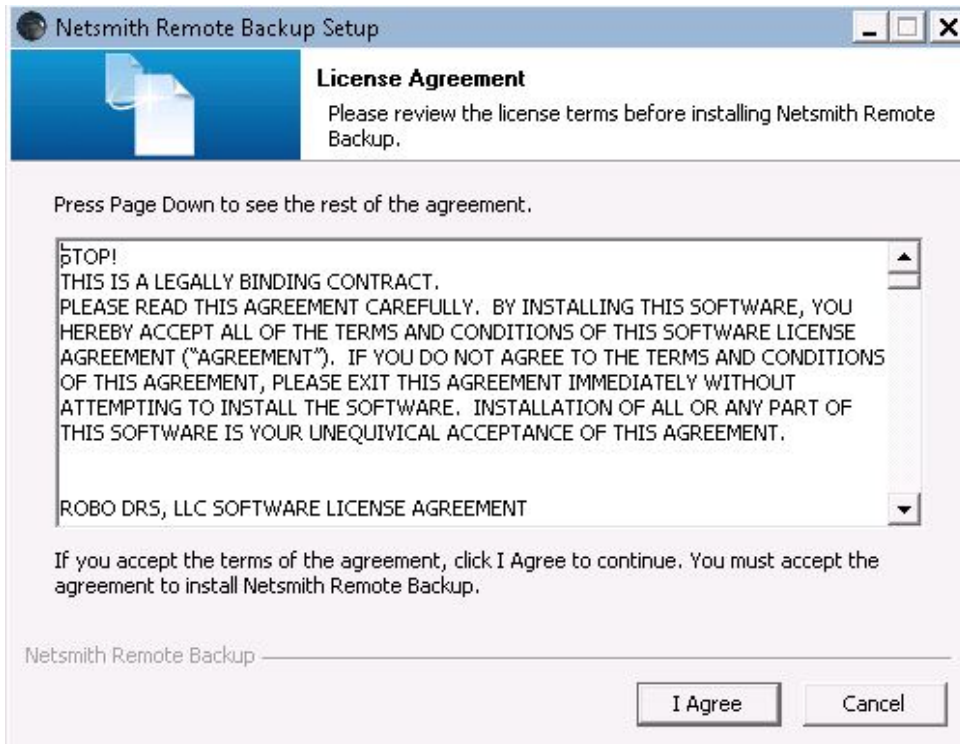 Netsmith Remote Backup Setup
License Agreement
Please review the license terms before installing Netsmith Remote
Backup.
Press Page Down to see the rest of the agreement.
STOP!
THIS IS A LEGALLY BINDING CONTRACT.
PLEASE READ THIS AGREEMENT CAREFULLY.  BY INSTALLING THIS SOFTWARE, YOU
HEREBY ACCEPT ALL OF THE TERMS AND CONDITIONS OF THIS SOFTWARE LICENSE
AGREEMENT (“AGREEMENT”).  IF YOU DO NOT AGREE TO THE TERMS AND CONDITIONS
OF THIS AGREEMENT, PLEASE EXIT THIS AGREEMENT IMMEDIATELY WITHOUT
ATTEMPTING TO INSTALL THE SOFTWARE.  INSTALLATION OF ALL OR ANY PART OF
THIS SOFTWARE IS YOUR UNEQUIVICAL ACCEPTANCE OF THIS AGREEMENT.
ROBO DRS, LLC SOFTWARE LICENSE AGREEMENT
If you accept the terms of the agreement, click I Agree to continue. You must accept the
agreement to install Netsmith Remote Backup.
Netsmith Remote Backup
I Agree
Cancel